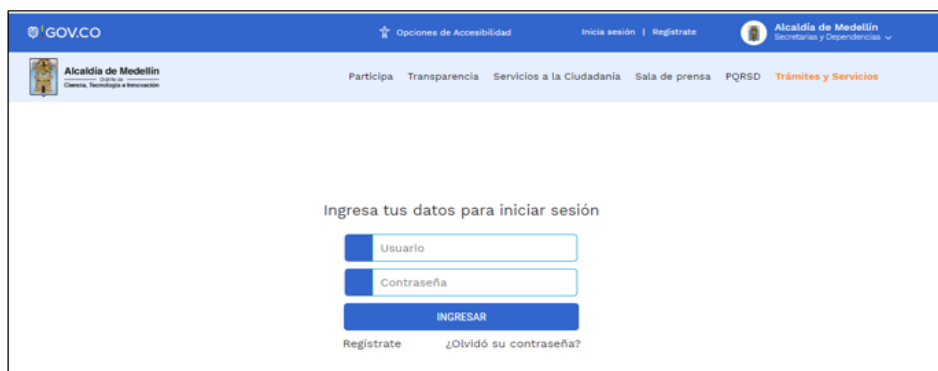 GOV.CO
Opciones de Accesibilidad
Inicia sesión | Regístrate
Alcaldía de Medellín
Secretarías y Dependencias
Alcaldía de Medellín
Distrito de
Ciencia, Tecnología e Innovación
Participa Transparencia Servicios a la Ciudadanía Sala de prensa PQRSD Trámites y Servicios
Ingresa tus datos para iniciar sesión
Usuario
Contraseña
INGRESAR
Regístrate ¿Olvidó su contraseña?